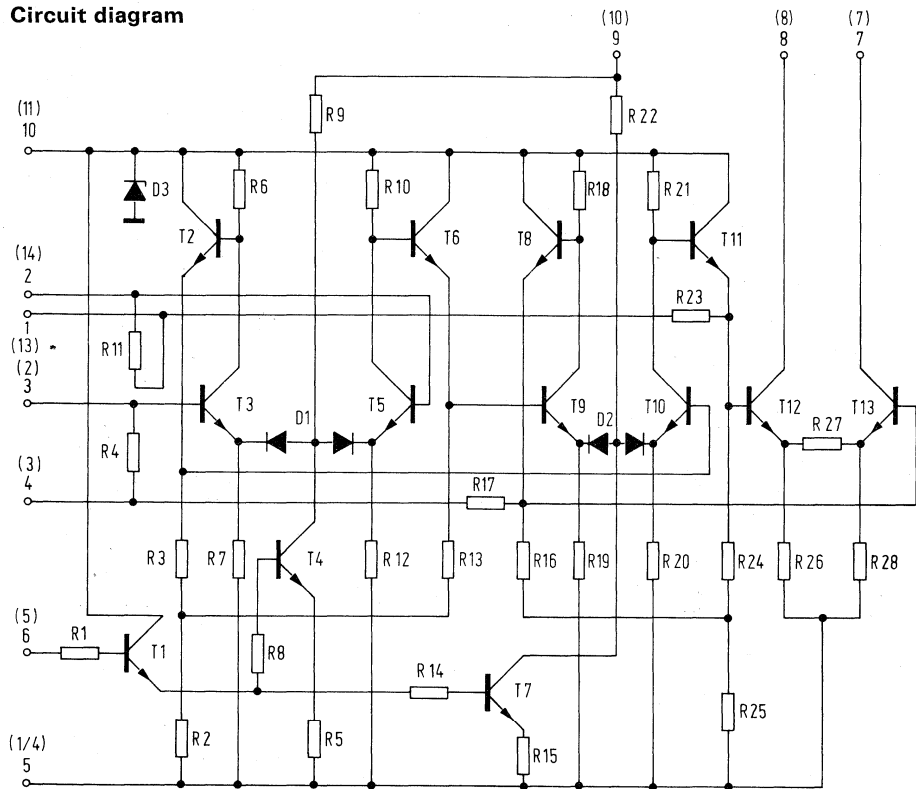 Circuit diagram
(10)
9
(8)
8
(7)
7
R9
R22
(11)
10
D3
R6
R10
R18
R21
T2
T6
T8
T11
(14)
2
1
(13) *
R11
R23
(2)
3
T3
D1
T5
T9
D2
T10
T12
R27
T13
R4
(3)
4
R17
R3
R7
T4
R12
R13
R16
R19
R20
R24
R26
R28
(5)
6
R1
T1
R8
R14
T7
R25
R2
R5
R15
(1/4)
5